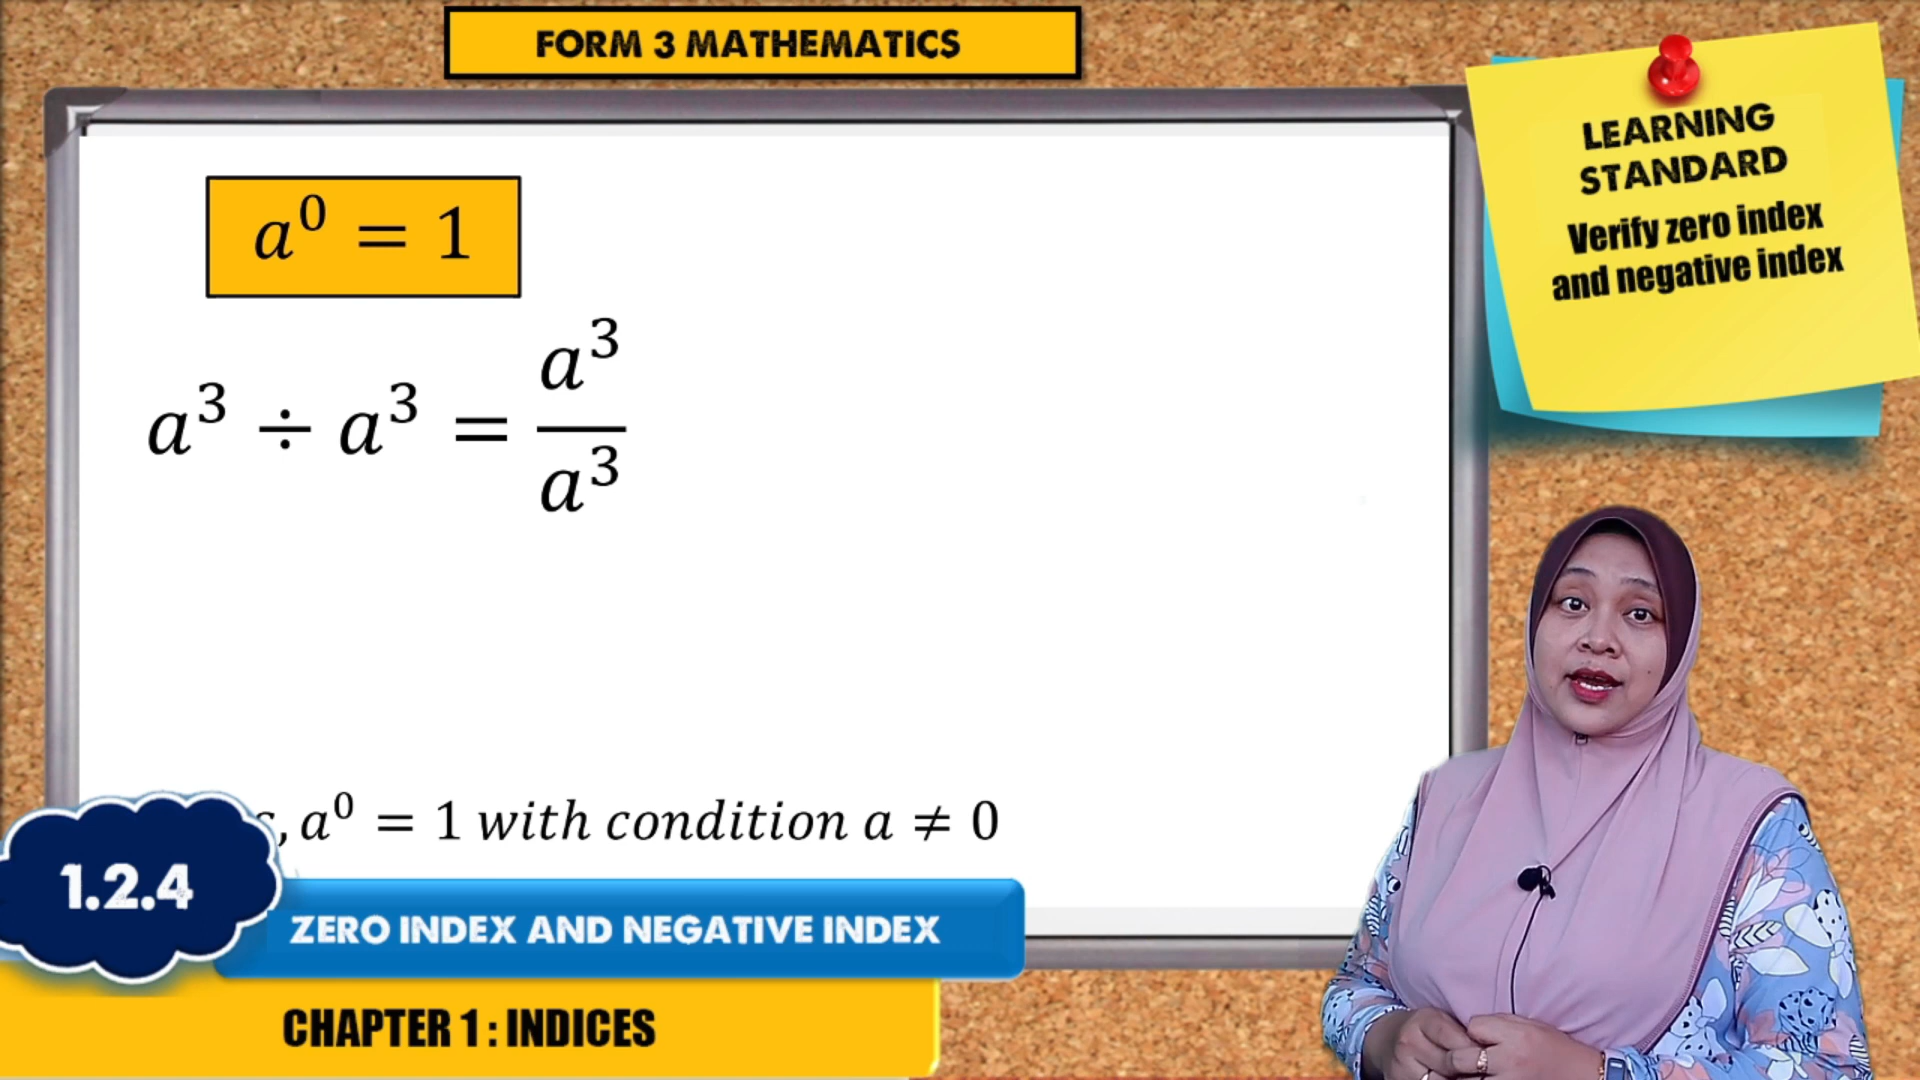 FORM 3 MATHEMATICS
LEARNING
STANDARD
Verify zero index
and negative index
a⁰ = 1
a³ ÷ a³ = a³/a³
, a⁰ = 1 with condition a ≠ 0
1.2.4
ZERO INDEX AND NEGATIVE INDEX
CHAPTER 1 : INDICES